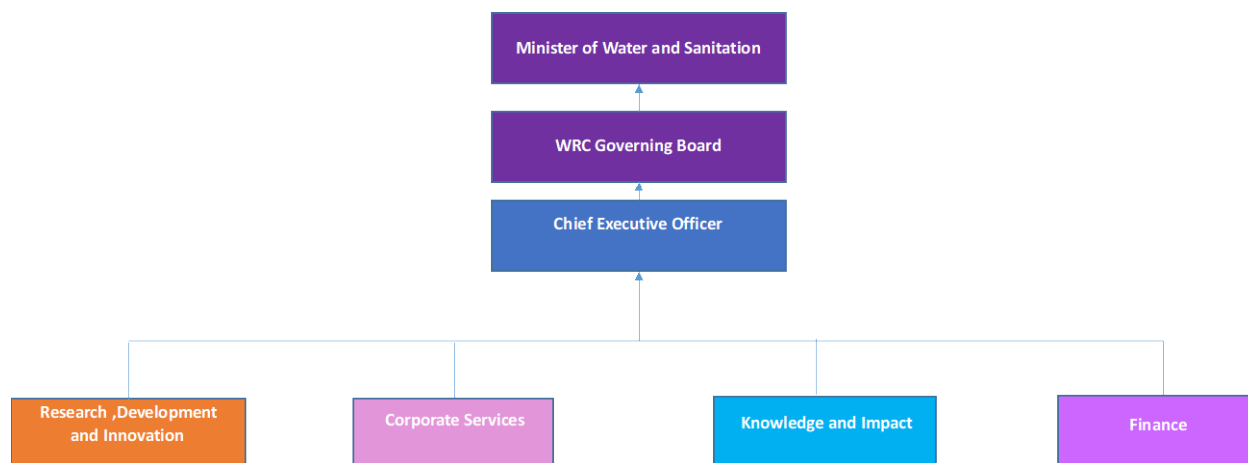 Minister of Water and Sanitation
WRC Governing Board
Chief Executive Officer
Research ,Development
and Innovation
Corporate Services
Knowledge and Impact
Finance